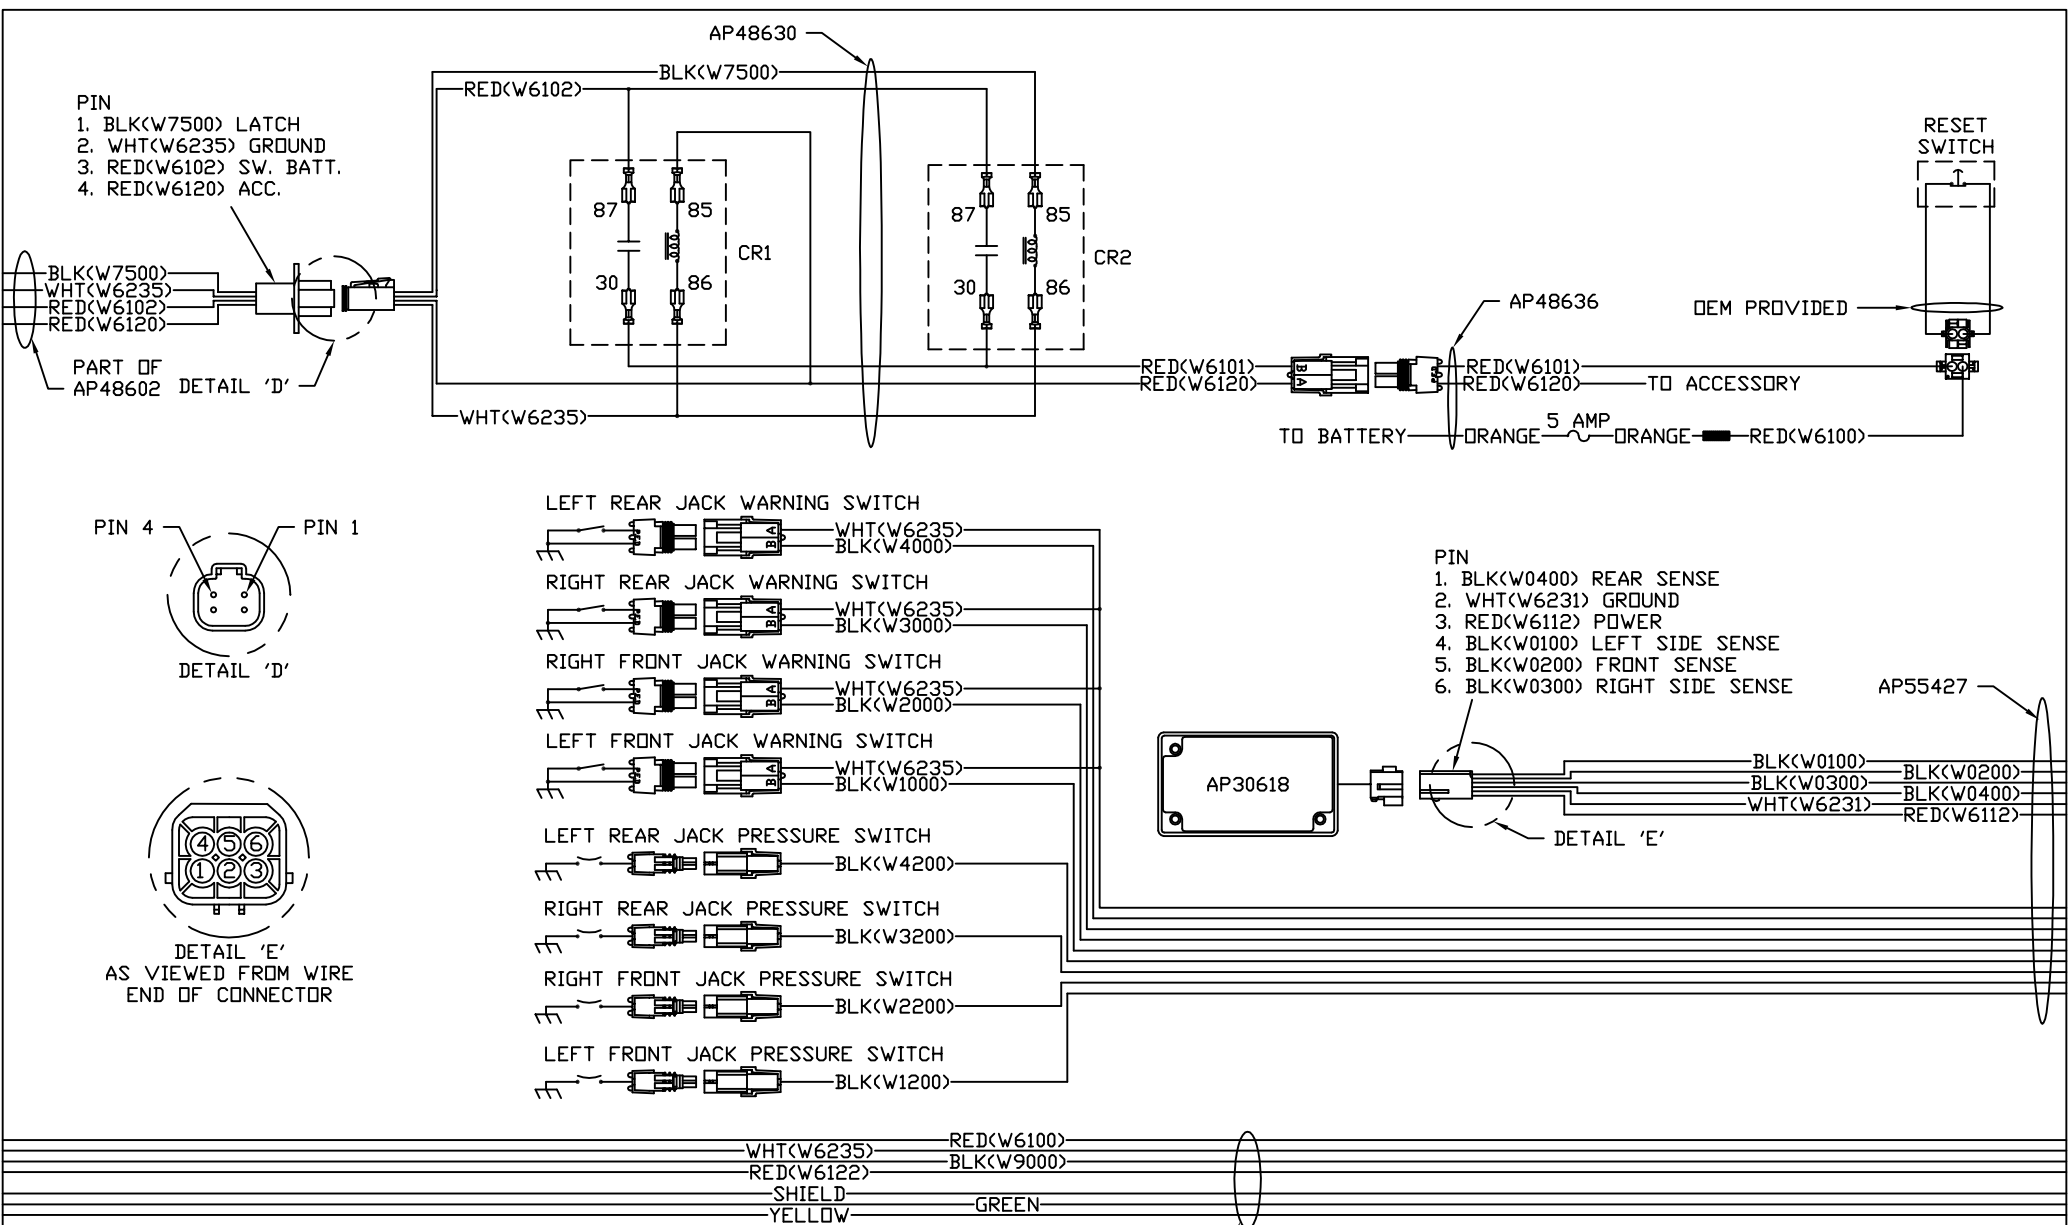 AP48630
BLK(W7500)
RED(W6102)
PIN
1. BLK(W7500) LATCH
2. WHT(W6235) GROUND
3. RED(W6102) SW. BATT.
4. RED(W6120) ACC.
RESET
SWITCH
87
85
CR1
30
86
87
85
CR2
30
86
BLK(W7500)
WHT(W6235)
RED(W6102)
RED(W6120)
PART OF
AP48602
DETAIL 'D'
AP48636
OEM PROVIDED
RED(W6101)
RED(W6120)
B
A
RED(W6101)
RED(W6120)
TO ACCESSORY
WHT(W6235)
TO BATTERY
ORANGE
5 AMP
ORANGE
RED(W6100)
PIN 4
PIN 1
DETAIL 'D'
LEFT REAR JACK WARNING SWITCH
A
B
WHT(W6235)
BLK(W4000)
RIGHT REAR JACK WARNING SWITCH
A
B
WHT(W6235)
BLK(W3000)
RIGHT FRONT JACK WARNING SWITCH
A
B
WHT(W6235)
BLK(W2000)
LEFT FRONT JACK WARNING SWITCH
A
B
WHT(W6235)
BLK(W1000)
LEFT REAR JACK PRESSURE SWITCH
BLK(W4200)
RIGHT REAR JACK PRESSURE SWITCH
BLK(W3200)
RIGHT FRONT JACK PRESSURE SWITCH
BLK(W2200)
LEFT FRONT JACK PRESSURE SWITCH
BLK(W1200)
PIN
1. BLK(W0400) REAR SENSE
2. WHT(W6231) GROUND
3. RED(W6112) POWER
4. BLK(W0100) LEFT SIDE SENSE
5. BLK(W0200) FRONT SENSE
6. BLK(W0300) RIGHT SIDE SENSE
AP55427
AP30618
BLK(W0100)
BLK(W0200)
BLK(W0300)
BLK(W0400)
WHT(W6231)
RED(W6112)
DETAIL 'E'
4 5 6
1 2 3
DETAIL 'E'
AS VIEWED FROM WIRE
END OF CONNECTOR
RED(W6100)
WHT(W6235)
BLK(W9000)
RED(W6122)
SHIELD
GREEN
YELLOW